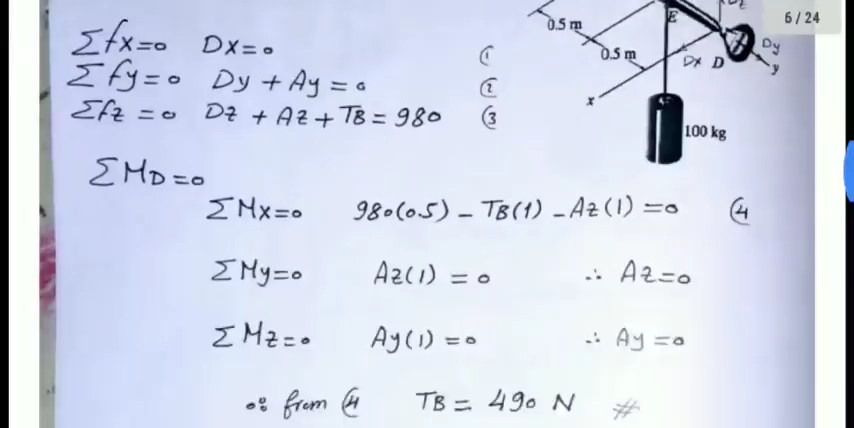 6 / 24
0.5 m
E
Dz
Σfx=0 Dx=0 (1)
0.5 m
Dx D
Dy
y
Σfy=0 Dy + Ay = 0 (2)
x
Σfz = 0 Dz + Az + TB = 980 (3)
100 kg
ΣMD=0
ΣMx=0 980(0.5) - TB(1) - Az(1) = 0 (4)
ΣMy=0 Az(1) = 0 ∴ Az=0
ΣMz=0 Ay(1) = 0 ∴ Ay=0
∴ from (4) TB = 490 N #